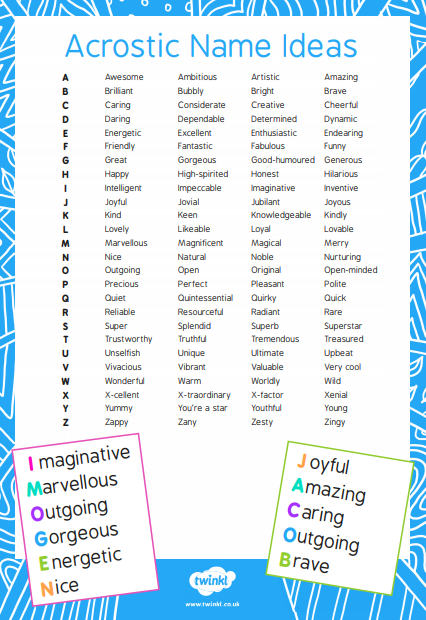 Acrostic Name Ideas
A Awesome Ambitious Artistic Amazing
B Brilliant Bubbly Bright Brave
C Caring Considerate Creative Cheerful
D Daring Dependable Determined Dynamic
E Energetic Excellent Enthusiastic Endearing
F Friendly Fantastic Fabulous Funny
G Great Gorgeous Good-humoured Generous
H Happy High-spirited Honest Hilarious
I Intelligent Impeccable Imaginative Inventive
J Joyful Jovial Jubilant Joyous
K Kind Keen Knowledgeable Kindly
L Lovely Likeable Loyal Lovable
M Marvellous Magnificent Magical Merry
N Nice Natural Noble Nurturing
O Outgoing Open Original Open-minded
P Precious Perfect Pleasant Polite
Q Quiet Quintessential Quirky Quick
R Reliable Resourceful Radiant Rare
S Super Splendid Superb Superstar
T Trustworthy Truthful Tremendous Treasured
U Unselfish Unique Ultimate Upbeat
V Vivacious Vibrant Valuable Very cool
W Wonderful Warm Worldly Wild
X X-cellent X-traordinary X-factor Xenial
Y Yummy You're a star Youthful Young
Z Zappy Zany Zesty Zingy
Imaginative
Marvellous
Outgoing
Gorgeous
Energetic
Nice
Joyful
Amazing
Caring
Outgoing
Brave
twinkl
www.twinkl.co.uk